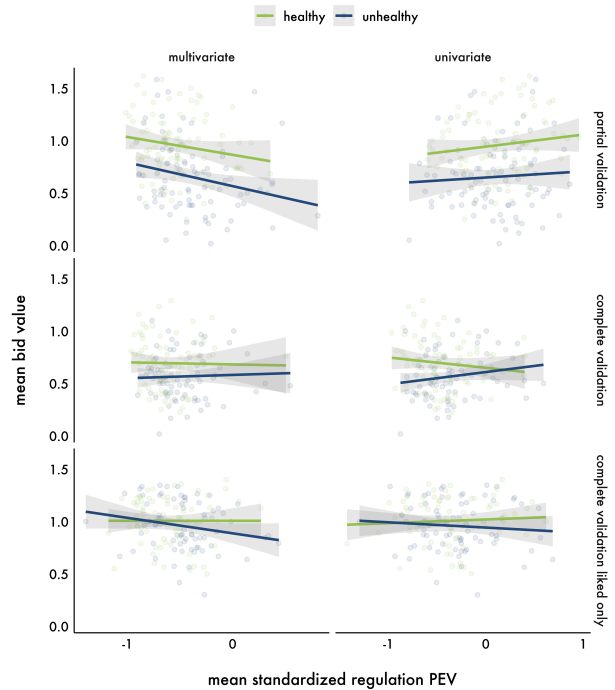 healthy unhealthy
multivariate univariate
1.5
1.0
0.5
0.0
partial validation
1.5
1.0
0.5
0.0
complete validation
mean bid value
1.5
1.0
0.5
0.0
complete validation liked only
-1 0 -1 0 1
mean standardized regulation PEV